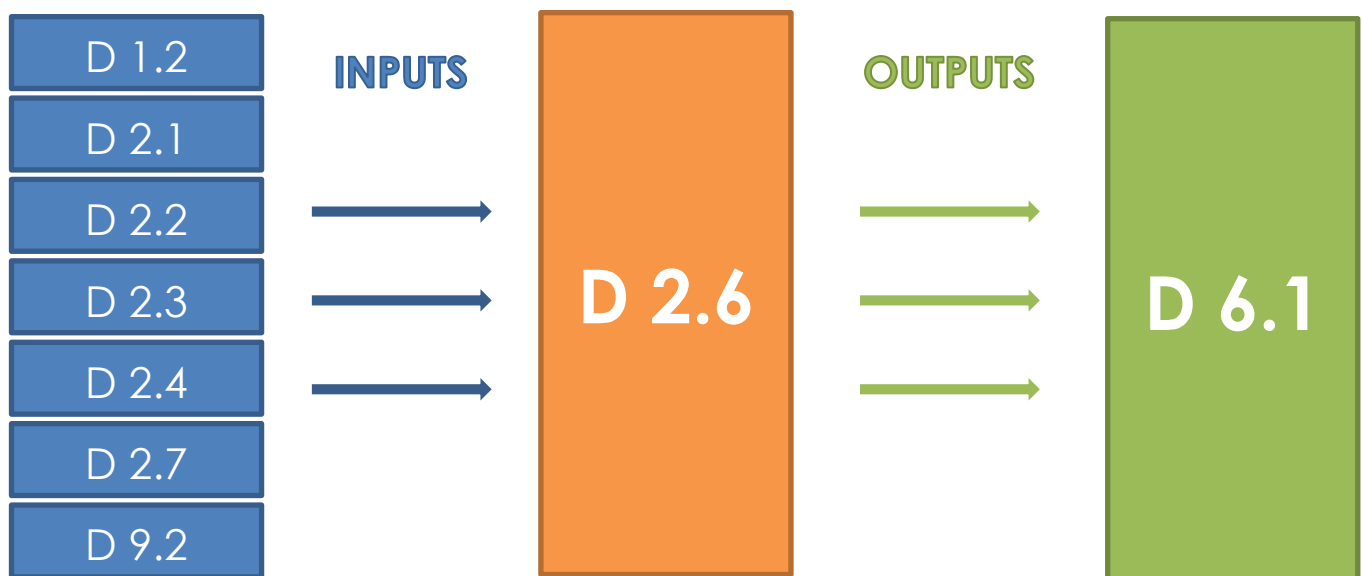 D 1.2
D 2.1
D 2.2
D 2.3
D 2.4
D 2.7
D 9.2
INPUTS
D 2.6
OUTPUTS
D 6.1